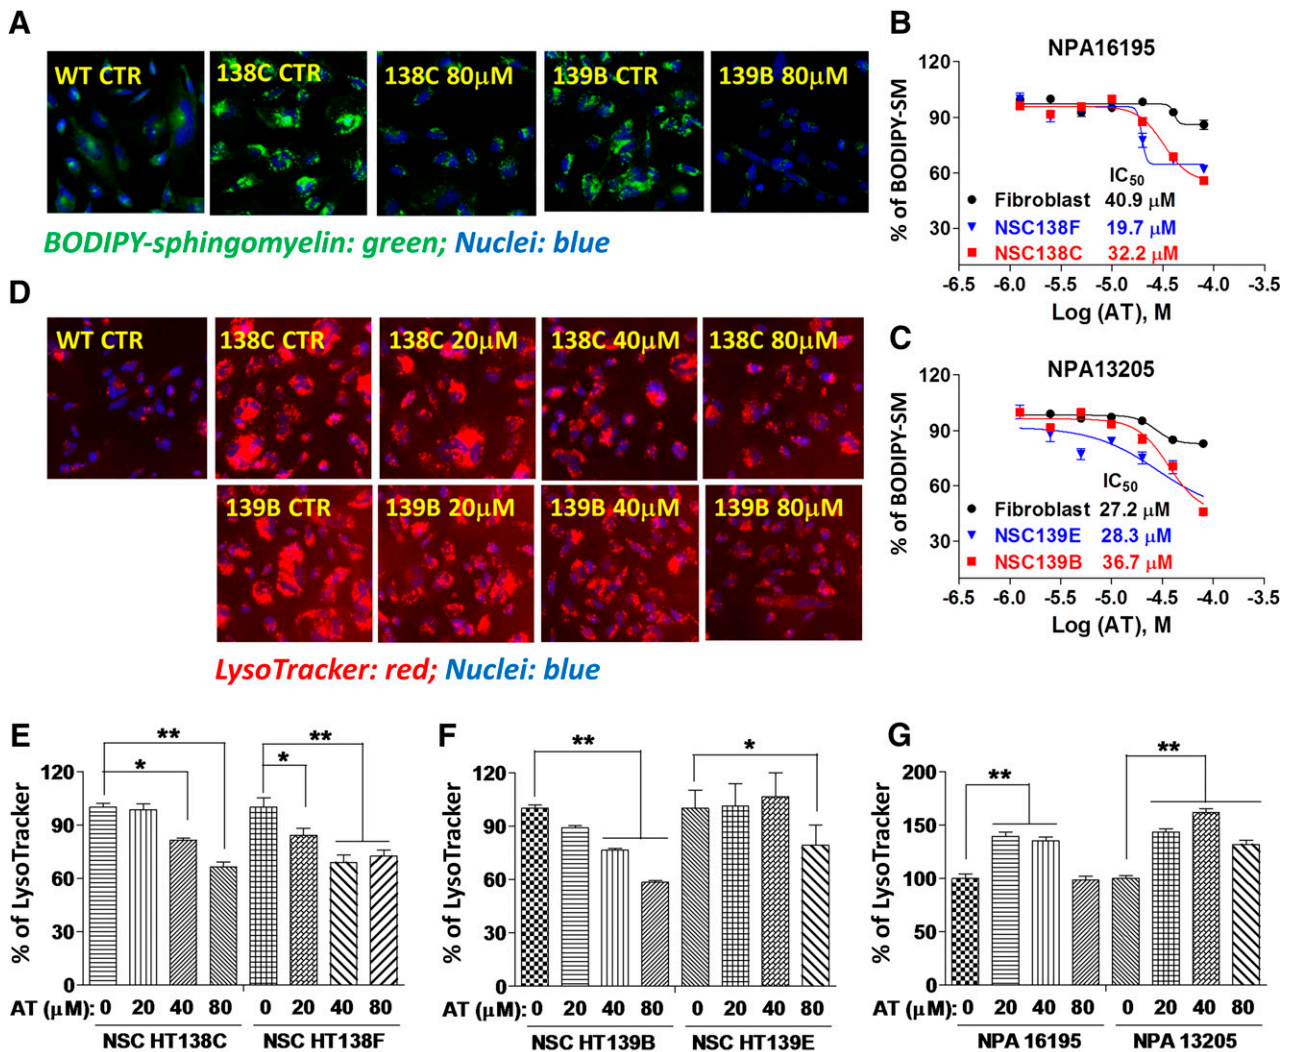 A
WT CTR
138C CTR
138C 80µM
139B CTR
139B 80µM
BODIPY-sphingomyelin: green; Nuclei: blue
B
NPA16195
% of BODIPY-SM
120
90
60
30
IC50
Fibroblast 40.9 µM
NSC138F 19.7 µM
NSC138C 32.2 µM
-6.5 -6.0 -5.5 -5.0 -4.5 -4.0 -3.5
Log (AT), M
C
NPA13205
% of BODIPY-SM
120
90
60
30
IC50
Fibroblast 27.2 µM
NSC139E 28.3 µM
NSC139B 36.7 µM
-6.5 -6.0 -5.5 -5.0 -4.5 -4.0 -3.5
Log (AT), M
D
WT CTR
138C CTR
138C 20µM
138C 40µM
138C 80µM
139B CTR
139B 20µM
139B 40µM
139B 80µM
LysoTracker: red; Nuclei: blue
E
% of LysoTracker
120
90
60
30
0
**
*
**
*
AT (µM): 0 20 40 80 0 20 40 80
NSC HT138C NSC HT138F
F
% of LysoTracker
120
90
60
30
0
**
*
AT (µM): 0 20 40 80 0 20 40 80
NSC HT139B NSC HT139E
G
% of LysoTracker
200
150
100
50
0
**
**
AT (µM): 0 20 40 80 0 20 40 80
NPA 16195 NPA 13205